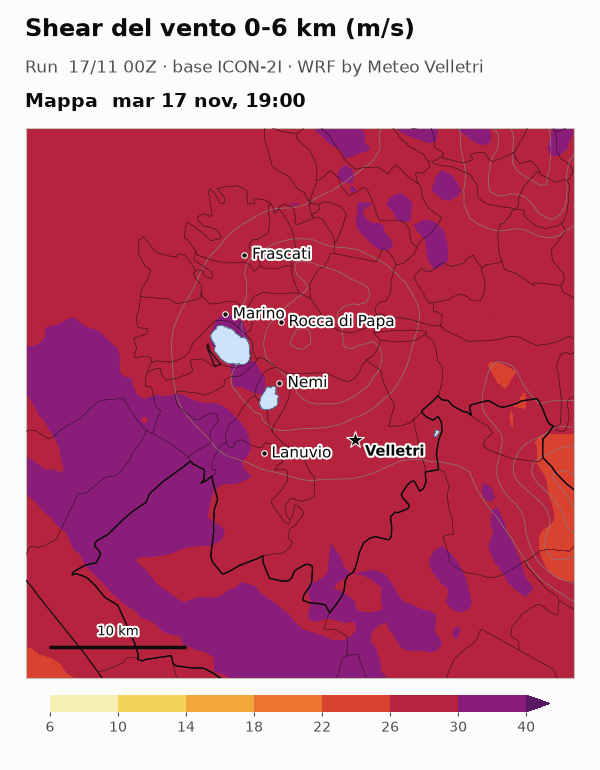 Shear del vento 0-6 km (m/s)
Run  17/11 00Z · base ICON-2I · WRF by Meteo Velletri
Mappa  mar 17 nov, 19:00
Frascati
Marino
Rocca di Papa
Nemi
Velletri
Lanuvio
10 km
6 10 14 18 22 26 30 40